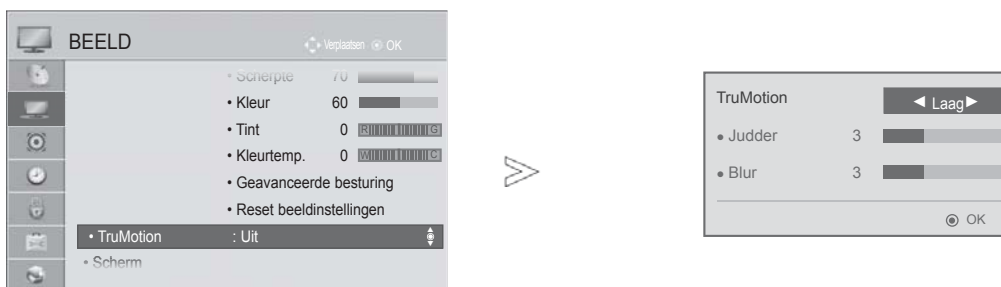 BEELD
Verplaatsen OK
• Scherpte 70
• Kleur 60
• Tint 0 R G
• Kleurtemp. 0 W C
• Geavanceerde besturing
• Reset beeldinstellingen
• TruMotion : Uit
• Scherm
TruMotion ◄ Laag►
• Judder 3
• Blur 3
OK